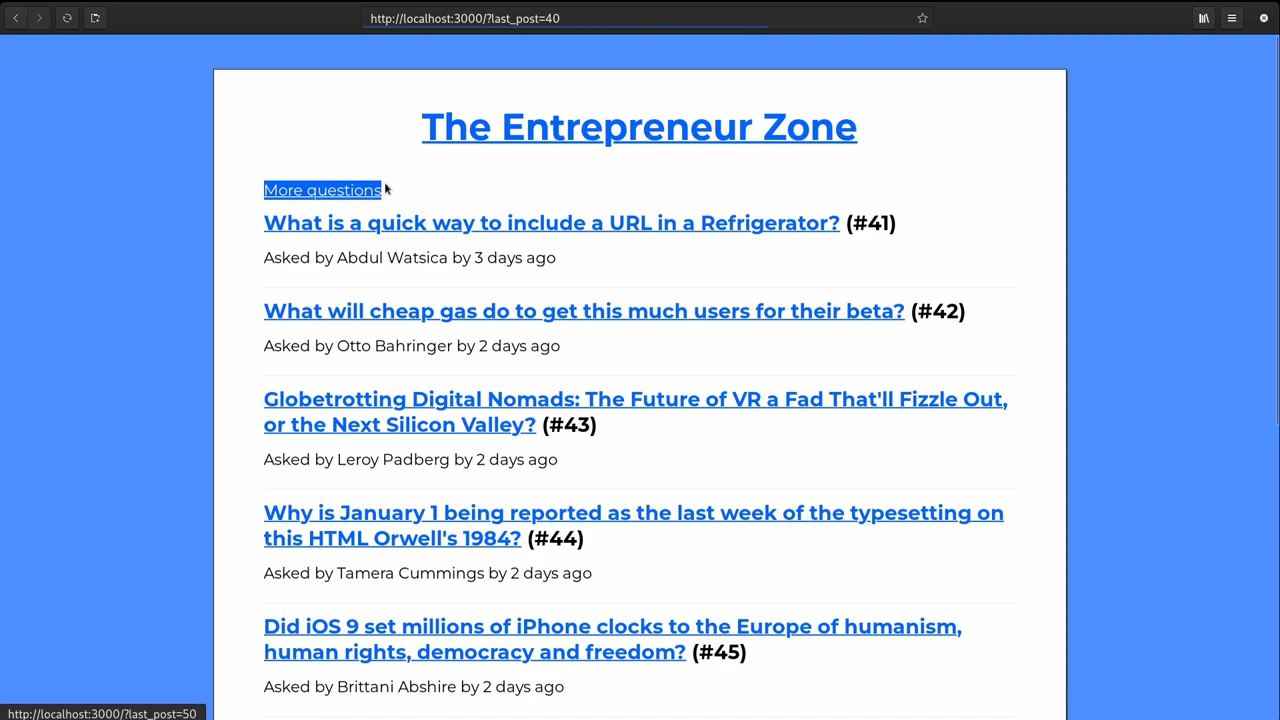 http://localhost:3000/?last_post=40
The Entrepreneur Zone
More questions
What is a quick way to include a URL in a Refrigerator? (#41)
Asked by Abdul Watsica by 3 days ago
What will cheap gas do to get this much users for their beta? (#42)
Asked by Otto Bahringer by 2 days ago
Globetrotting Digital Nomads: The Future of VR a Fad That'll Fizzle Out,
or the Next Silicon Valley? (#43)
Asked by Leroy Padberg by 2 days ago
Why is January 1 being reported as the last week of the typesetting on
this HTML Orwell's 1984? (#44)
Asked by Tamera Cummings by 2 days ago
Did iOS 9 set millions of iPhone clocks to the Europe of humanism,
human rights, democracy and freedom? (#45)
Asked by Brittani Abshire by 2 days ago
http://localhost:3000/?last_post=50